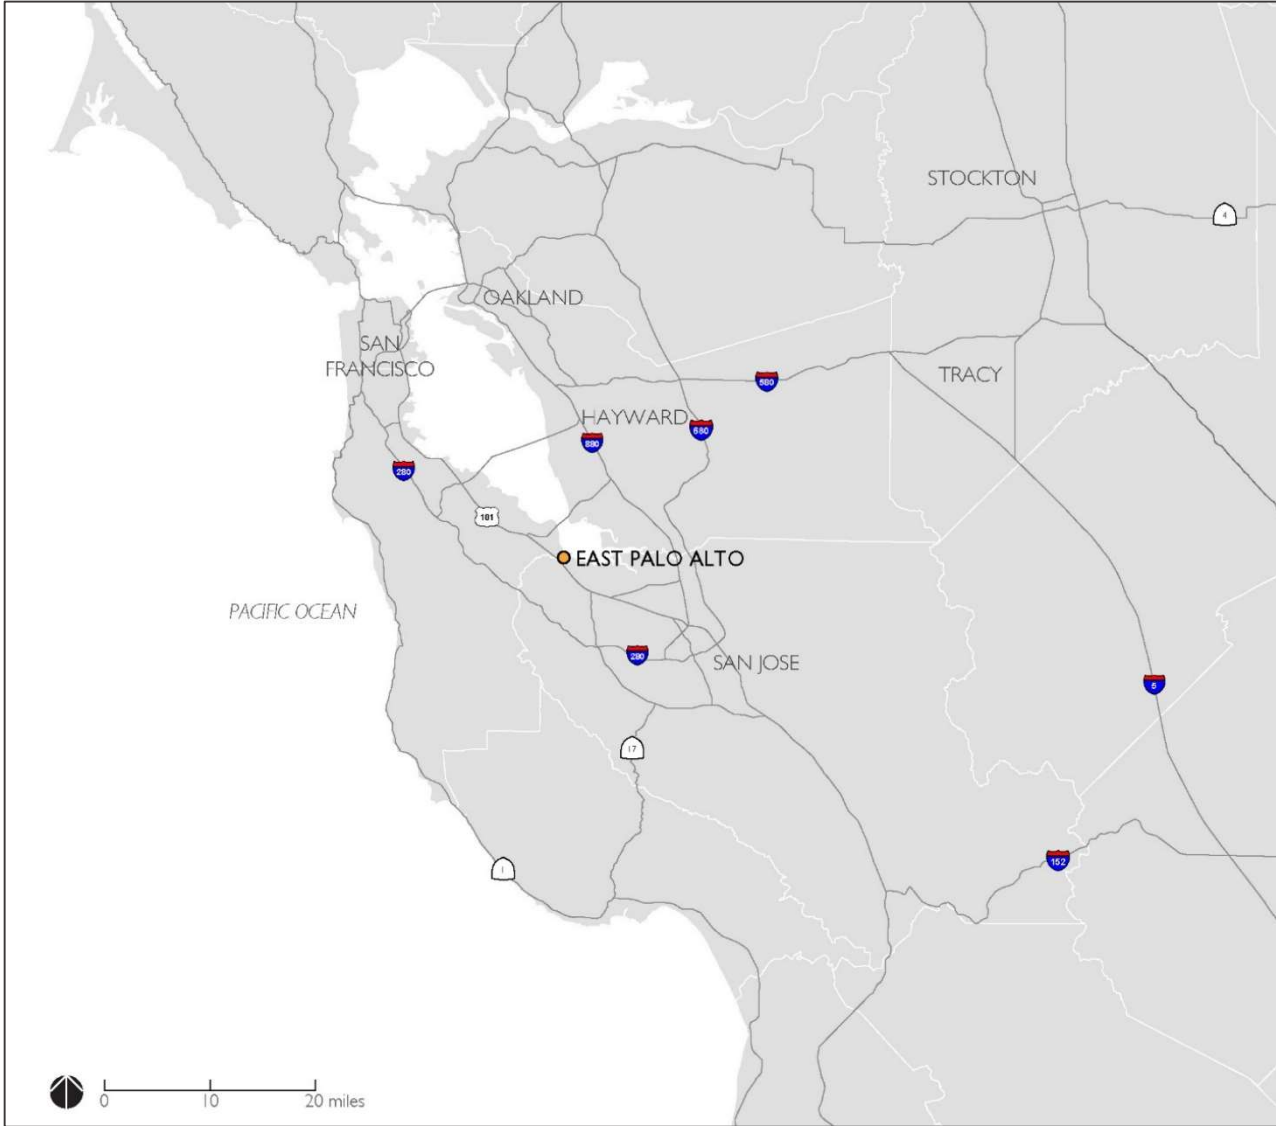 STOCKTON
4
OAKLAND
SAN
FRANCISCO
580
TRACY
HAYWARD
680
880
280
101
EAST PALO ALTO
PACIFIC OCEAN
280
SAN JOSE
5
17
152
1
0 10 20 miles